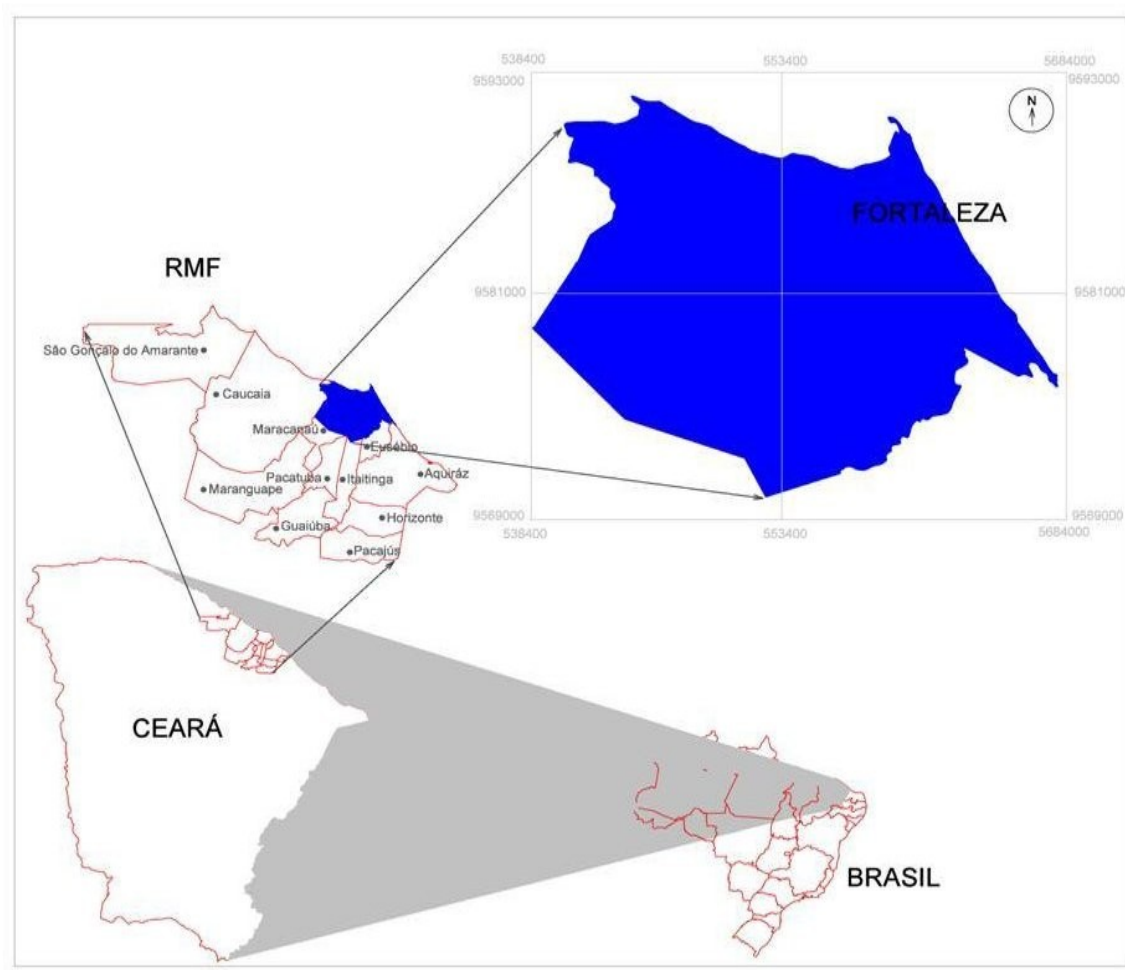 538400
553400
5684000
9593000
9593000
N
FORTALEZA
RMF
9581000
9581000
São Gonçalo do Amarante
Caucaia
Maracanaú
Eusébio
Pacatuba
Itaitinga
Aquiráz
Maranguape
Horizonte
Guaiúba
Pacajús
9569000
9569000
538400
553400
5684000
CEARÁ
BRASIL